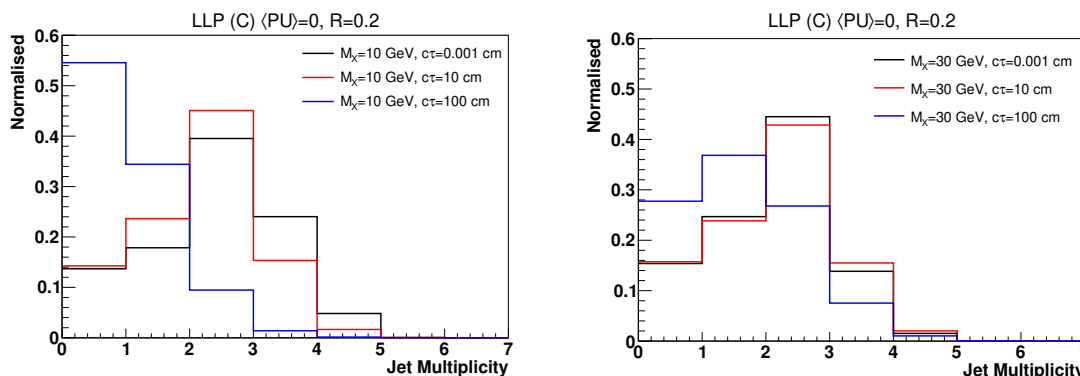 LLP (C) ⟨PU⟩=0, R=0.2
Normalised
0.6
0.5
0.4
0.3
0.2
0.1
0
M_X=10 GeV, cτ=0.001 cm
M_X=10 GeV, cτ=10 cm
M_X=10 GeV, cτ=100 cm
0 1 2 3 4 5 6 7
Jet Multiplicity
LLP (C) ⟨PU⟩=0, R=0.2
Normalised
0.6
0.5
0.4
0.3
0.2
0.1
0
M_X=30 GeV, cτ=0.001 cm
M_X=30 GeV, cτ=10 cm
M_X=30 GeV, cτ=100 cm
0 1 2 3 4 5 6
Jet Multiplicity